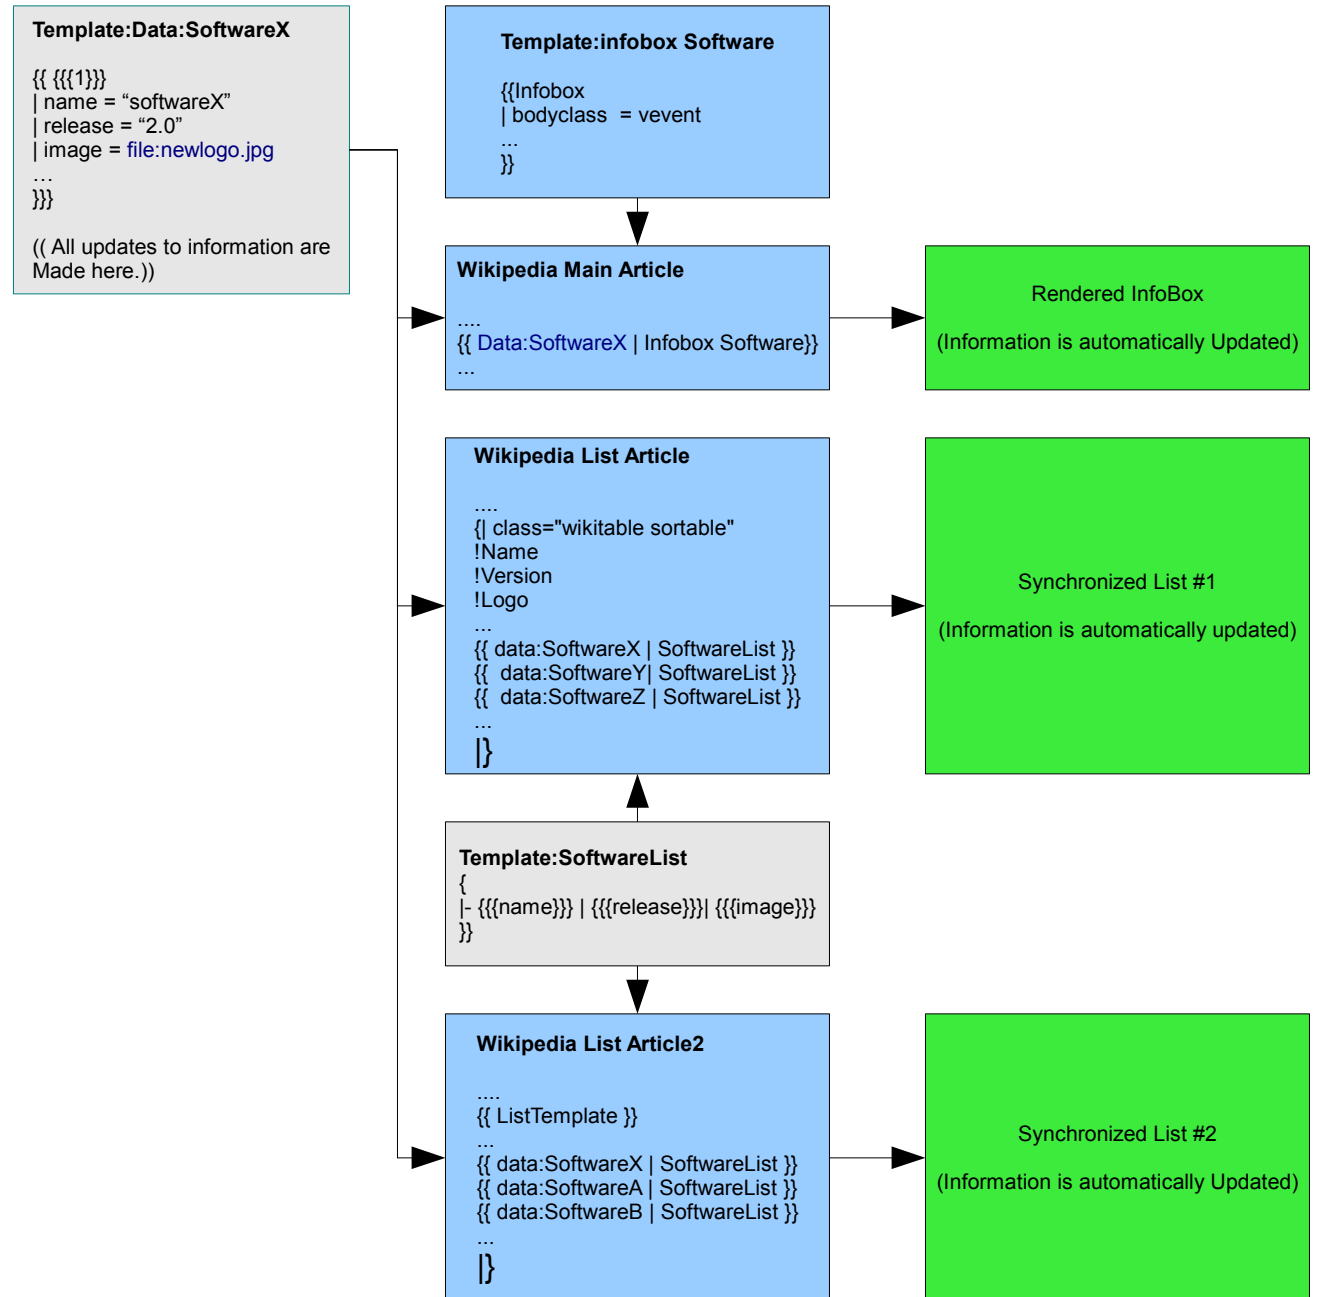 Template:Data:SoftwareX
{{ {{{1}}}
| name = “softwareX”
| release = “2.0”
| image = file:newlogo.jpg
…
}}}
(( All updates to information are
Made here.))
Template:infobox Software
{{Infobox
| bodyclass  = vevent
...
}}
Wikipedia Main Article
....
{{ Data:SoftwareX | Infobox Software}}
...
Rendered InfoBox
(Information is automatically Updated)
Wikipedia List Article
....
{| class="wikitable sortable"
!Name
!Version
!Logo
...
{{ data:SoftwareX | SoftwareList }}
{{  data:SoftwareY| SoftwareList }}
{{  data:SoftwareZ | SoftwareList }}
...
|}
Synchronized List #1
(Information is automatically updated)
Template:SoftwareList
{
|- {{{name}}} | {{{release}}}| {{{image}}}
}}
Wikipedia List Article2
....
{{ ListTemplate }}
...
{{ data:SoftwareX | SoftwareList }}
{{ data:SoftwareA | SoftwareList }}
{{ data:SoftwareB | SoftwareList }}
...
|}
Synchronized List #2
(Information is automatically Updated)